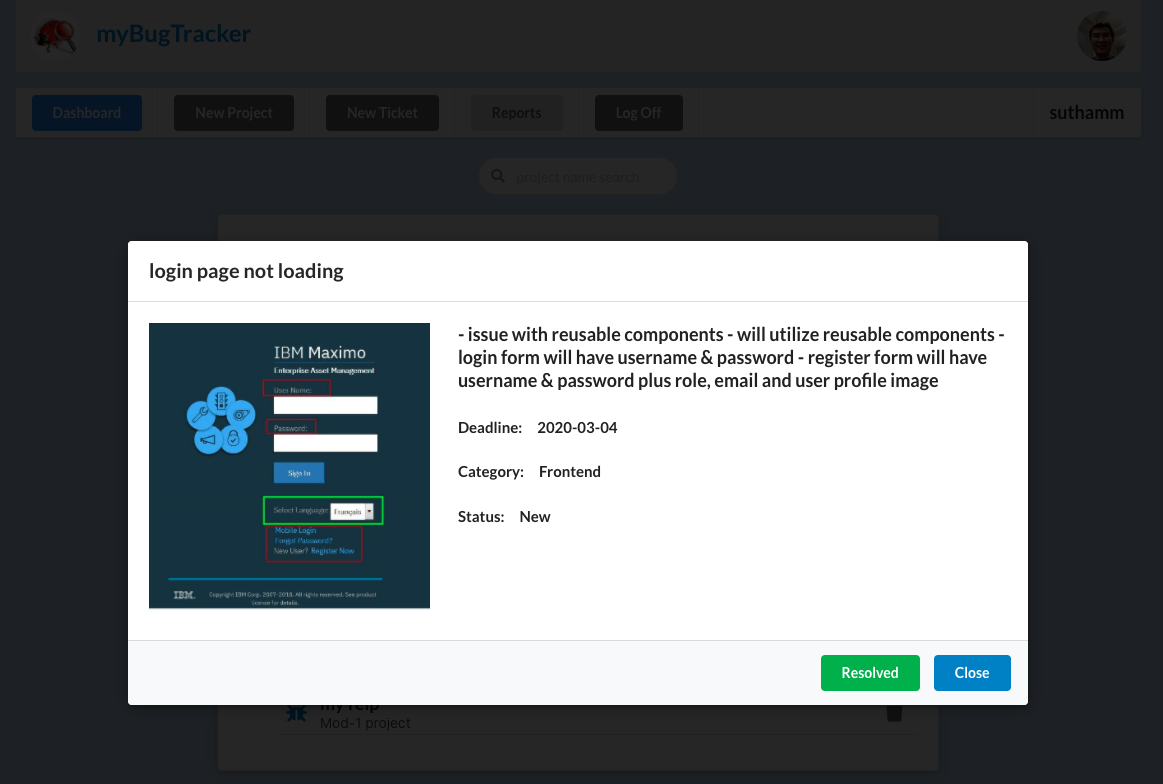 myBugTracker
Dashboard
New Project
New Ticket
Reports
Log Off
suthamm
project name search
login page not loading
IBM Maximo
Enterprise Asset Management
User Name:
Password:
Sign In
Select Language:
Français
Mobile Login
Forgot Password?
New User? Register Now
IBM.
Copyright IBM Corp. 2007-2018. All rights reserved. See product
license for details.
- issue with reusable components - will utilize reusable components -
login form will have username & password - register form will have
username & password plus role, email and user profile image
Deadline: 2020-03-04
Category: Frontend
Status: New
Resolved
Close
my Yelp
Mod-1 project